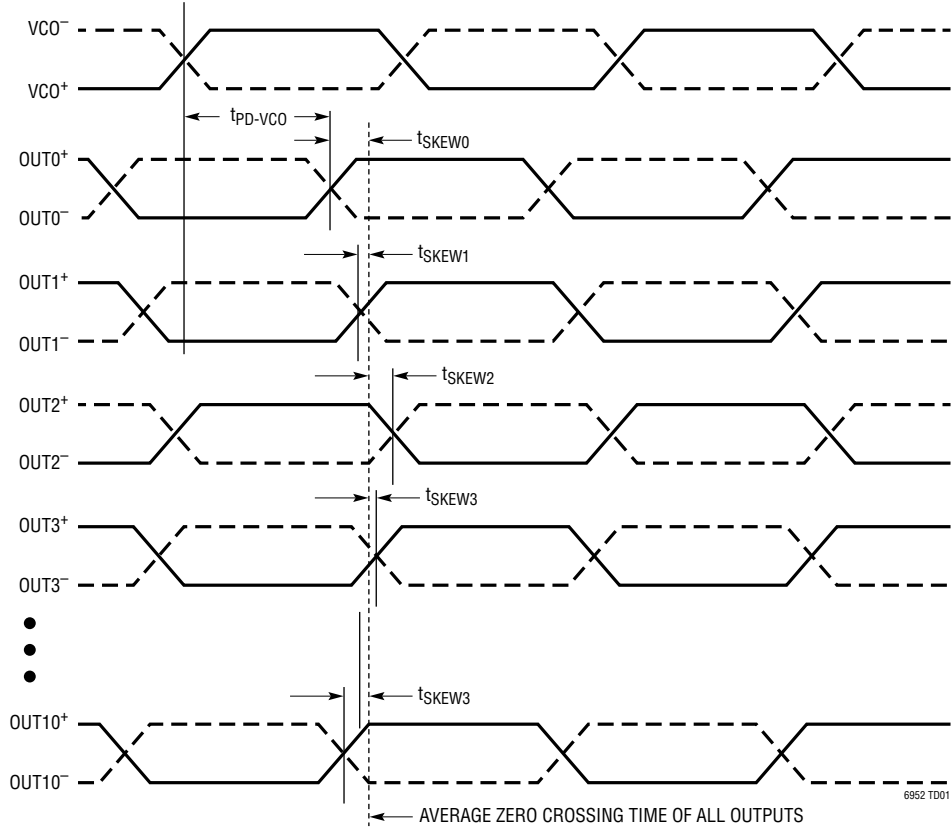 VCO⁻
VCO⁺
tPD-VCO
tSKEW0
OUT0⁺
OUT0⁻
tSKEW1
OUT1⁺
OUT1⁻
tSKEW2
OUT2⁺
OUT2⁻
tSKEW3
OUT3⁺
OUT3⁻
tSKEW3
OUT10⁺
OUT10⁻
6952 TD01
AVERAGE ZERO CROSSING TIME OF ALL OUTPUTS